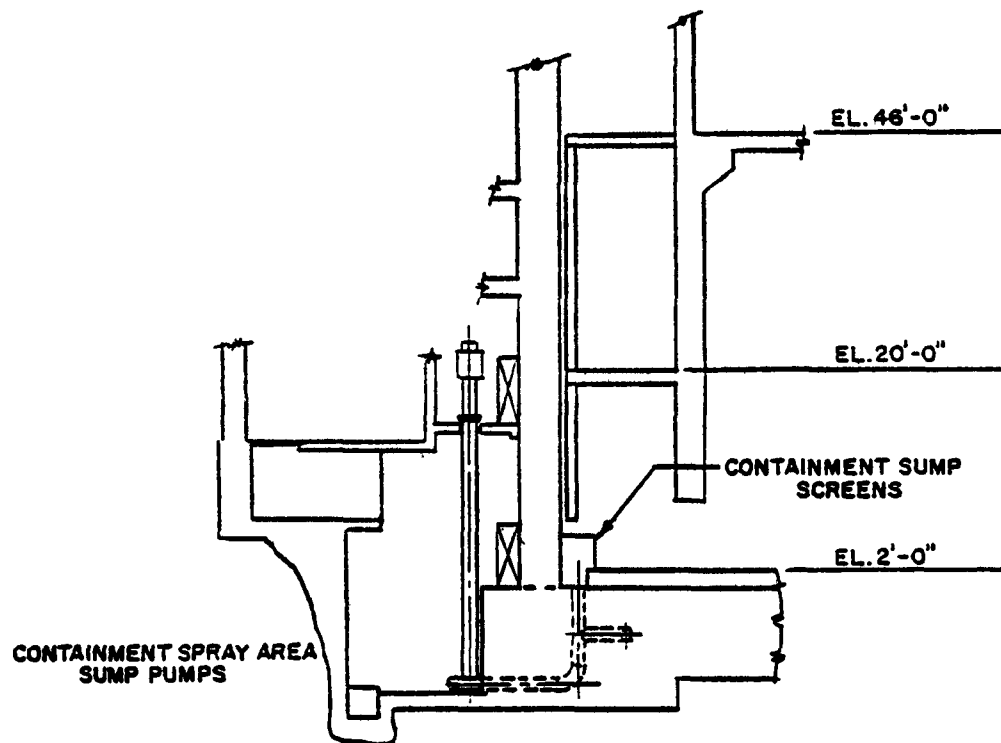 EL. 46'-0"
EL. 20'-0"
CONTAINMENT SUMP
SCREENS
EL. 2'-0"
CONTAINMENT SPRAY AREA
SUMP PUMPS